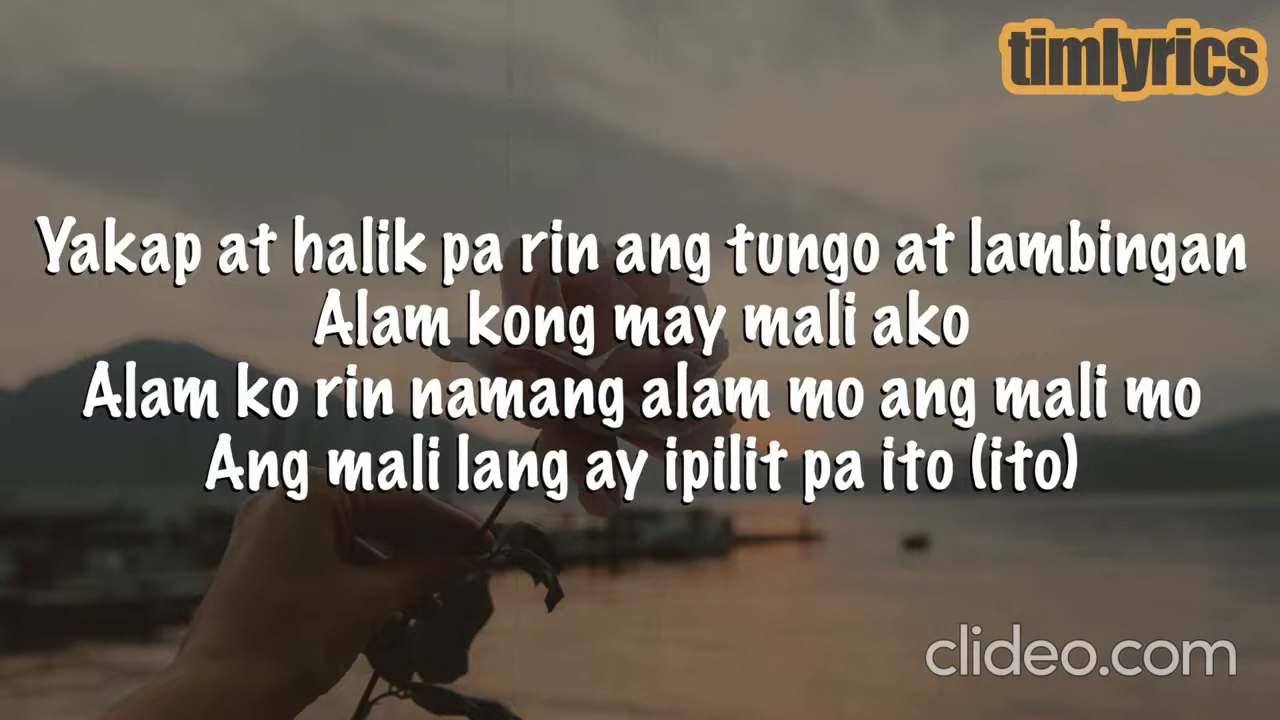 timlyrics
Yakap at halik pa rin ang tungo at lambingan
Alam kong may mali ako
Alam ko rin namang alam mo ang mali mo
Ang mali lang ay ipilit pa ito (ito)
clideo.com